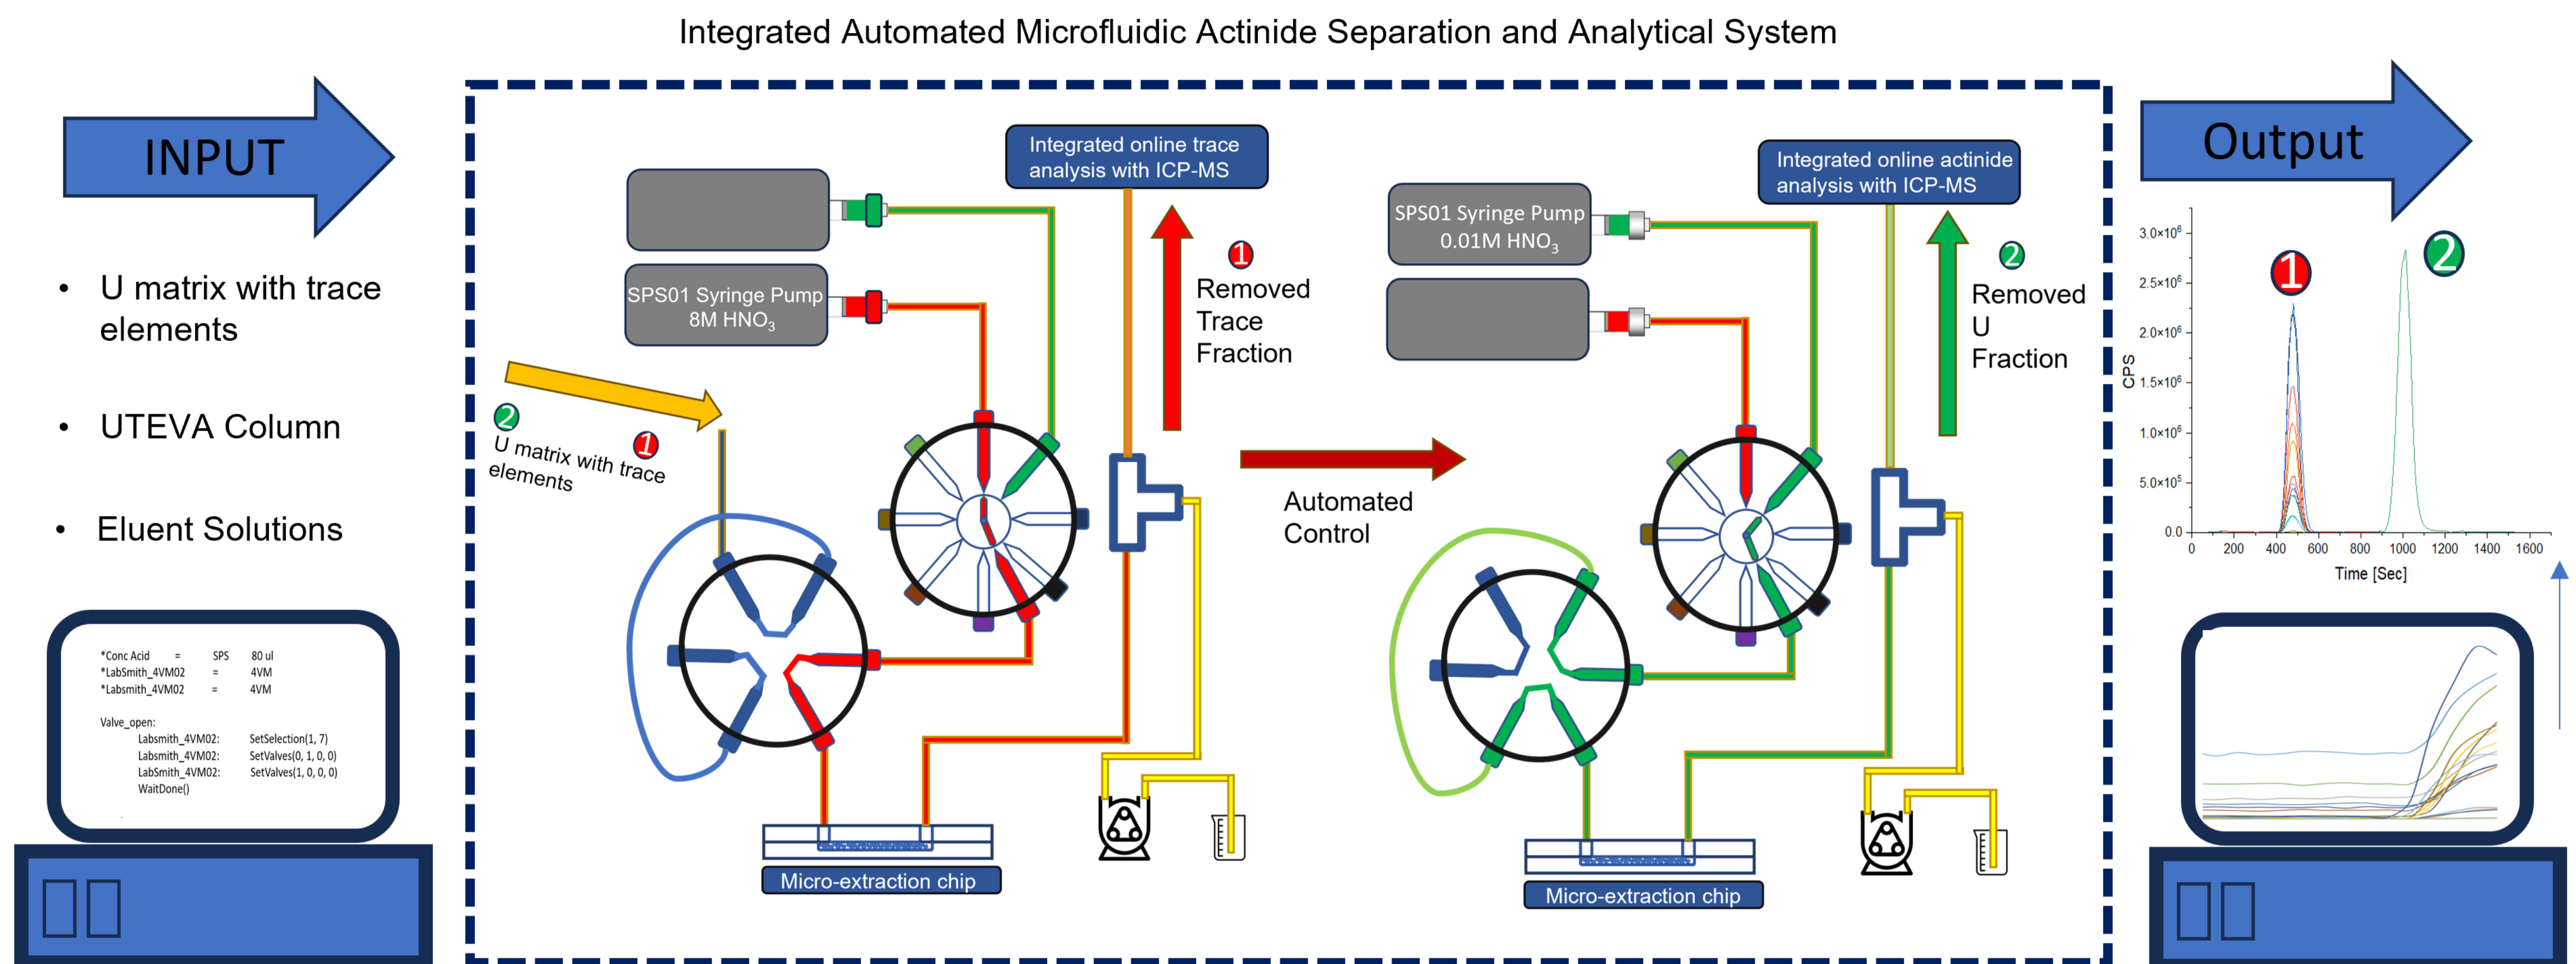 Integrated Automated Microfluidic Actinide Separation and Analytical System
INPUT
• U matrix with trace
elements
• UTEVA Column
• Eluent Solutions
*Conc Acid = SPS 80 ul
*LabSmith_4VM02 = 4VM
*Labsmith_4VM02 = 4VM
Valve_open:
Labsmith_4VM02: SetSelection(1, 7)
Labsmith_4VM02: SetValves(0, 1, 0, 0)
LabSmith_4VM02: SetValves(1, 0, 0, 0)
WaitDone()
Integrated online trace
analysis with ICP-MS
SPS01 Syringe Pump
8M HNO₃
1
Removed
Trace
Fraction
2
1
U matrix with trace
elements
Micro-extraction chip
Automated
Control
Integrated online actinide
analysis with ICP-MS
SPS01 Syringe Pump
0.01M HNO₃
2
Removed
U
Fraction
Micro-extraction chip
Output
1
2
CPS
3.0×10⁶
2.5×10⁶
2.0×10⁶
1.5×10⁶
1.0×10⁶
5.0×10⁵
0.0
0 200 400 600 800 1000 1200 1400 1600
Time [Sec]